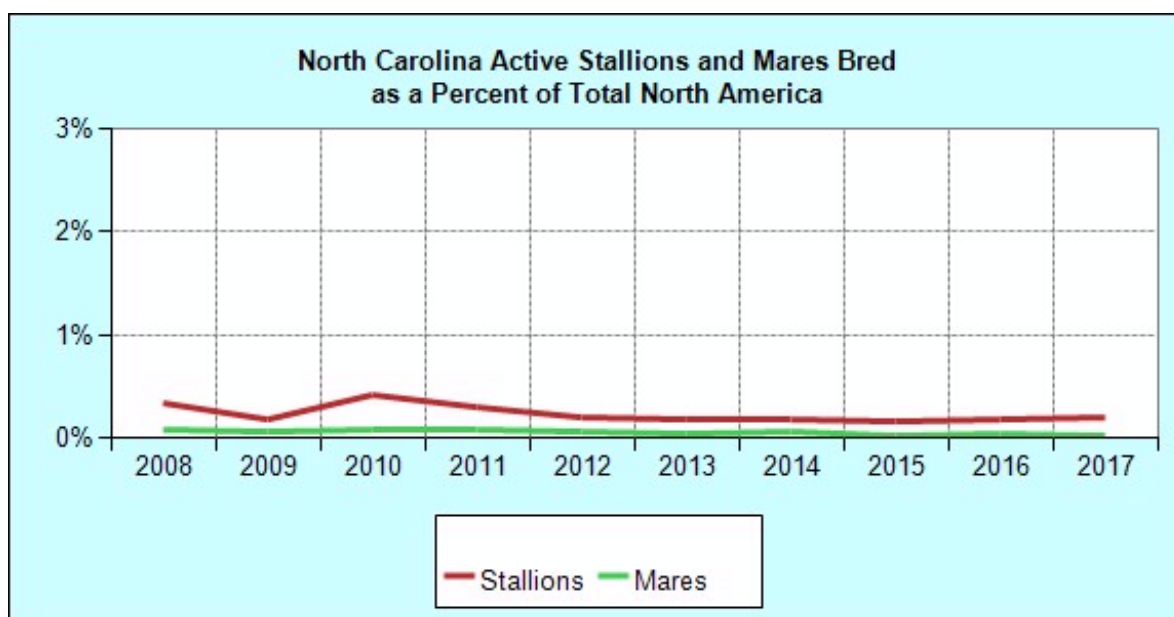 North Carolina Active Stallions and Mares Bred
as a Percent of Total North America
3%
2%
1%
0%
2008 2009 2010 2011 2012 2013 2014 2015 2016 2017
Stallions Mares